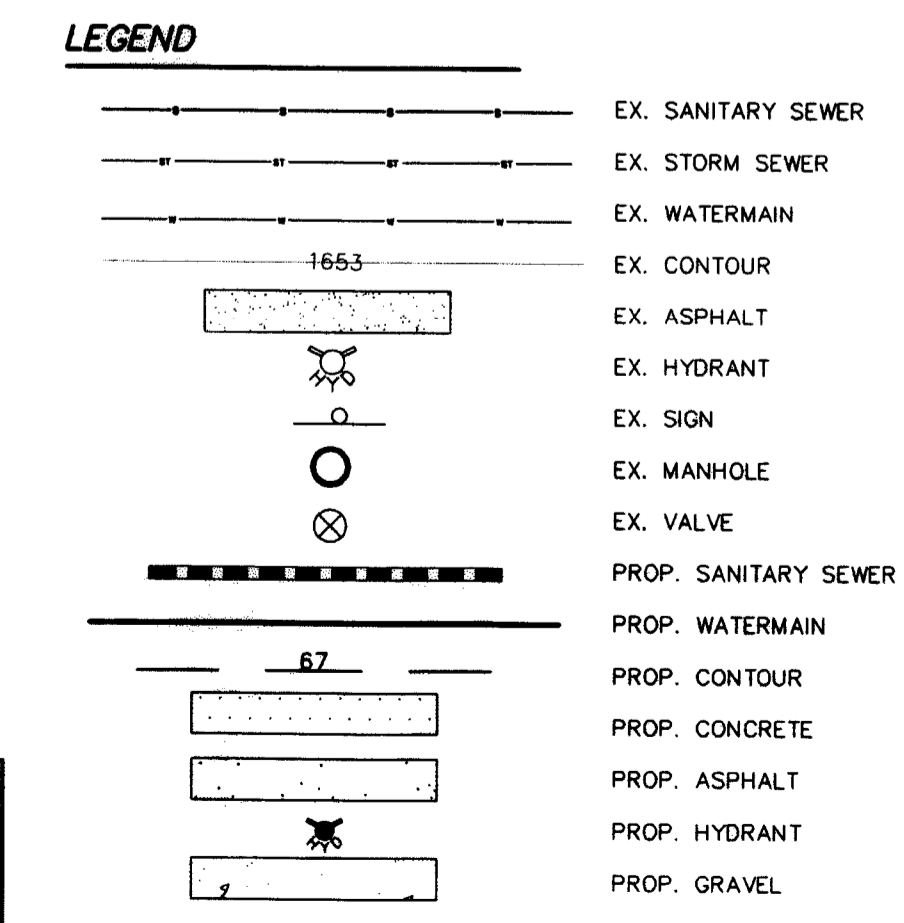 LEGEND
S S S S EX. SANITARY SEWER
ST ST ST ST EX. STORM SEWER
W W W W EX. WATERMAIN
1653 EX. CONTOUR
EX. ASPHALT
HYD EX. HYDRANT
EX. SIGN
EX. MANHOLE
EX. VALVE
PROP. SANITARY SEWER
PROP. WATERMAIN
67 PROP. CONTOUR
PROP. CONCRETE
PROP. ASPHALT
HYD PROP. HYDRANT
PROP. GRAVEL